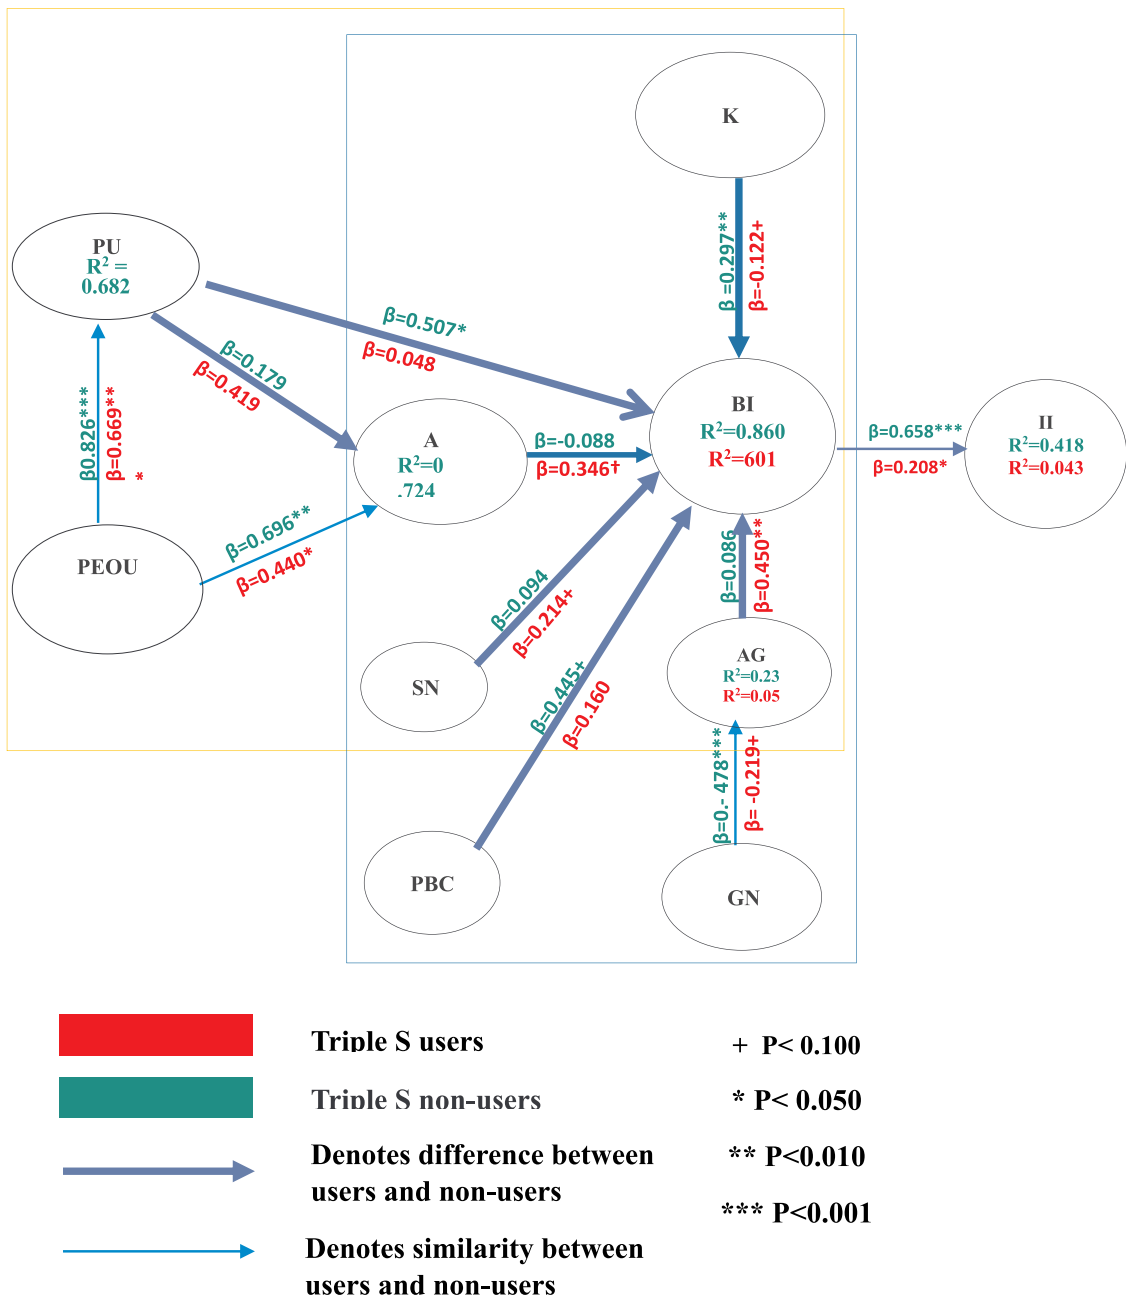 K
β =0.297**
β=-0.122+
PU
R² =
0.682
β=0.507*
β=0.048
β=0.179
β=0.419
β0.826***
β=0.669**
*
A
R²=0
.724
β=-0.088
β=0.346†
BI
R²=0.860
R²=601
β=0.658***
β=0.208*
II
R²=0.418
R²=0.043
PEOU
β=0.696**
β=0.440*
β=0.094
β=0.214+
β=0.086
β=0.450**
SN
AG
R²=0.23
R²=0.05
β=0.445+
β=0.160
β=0.- 478***
β= -0.219+
PBC
GN
Triple S users
+ P< 0.100
Triple S non-users
* P< 0.050
Denotes difference between
users and non-users
** P<0.010
*** P<0.001
Denotes similarity between
users and non-users